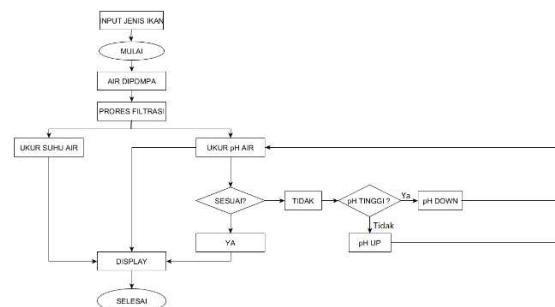 INPUT JENIS IKAN
MULAI
AIR DIPOMPA
PRORES FILTRASI
UKUR SUHU AIR
UKUR pH AIR
SESUAI?
TIDAK
pH TINGGI ?
Ya
pH DOWN
Tidak
YA
pH UP
DISPLAY
SELESAI